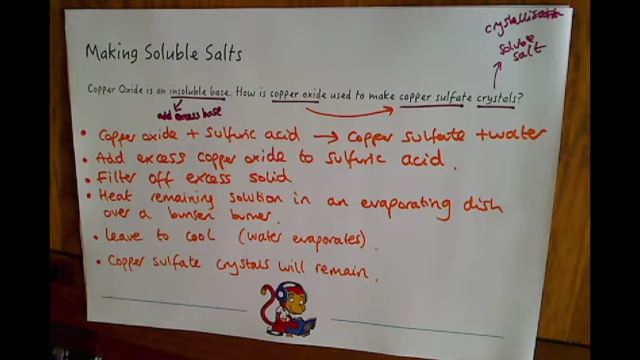 crystallisation
soluble
salt
Making Soluble Salts
Copper Oxide is an insoluble base. How is copper oxide used to make copper sulfate crystals?
add excess base
• Copper oxide + Sulfuric acid → Copper sulfate + water
• Add excess copper oxide to sulfuric acid.
• Filter off excess solid
• Heat remaining solution in an evaporating dish
over a bunsen burner.
• Leave to cool (water evaporates).
• Copper sulfate crystals will remain.